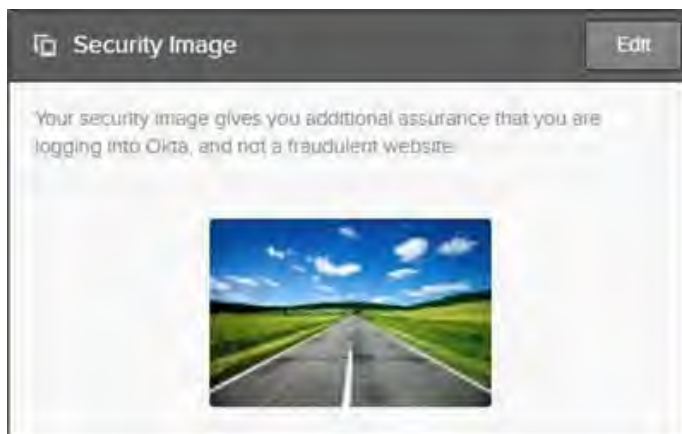 Security Image
Edit
Your security image gives you additional assurance that you are
logging into Okta, and not a fraudulent website.